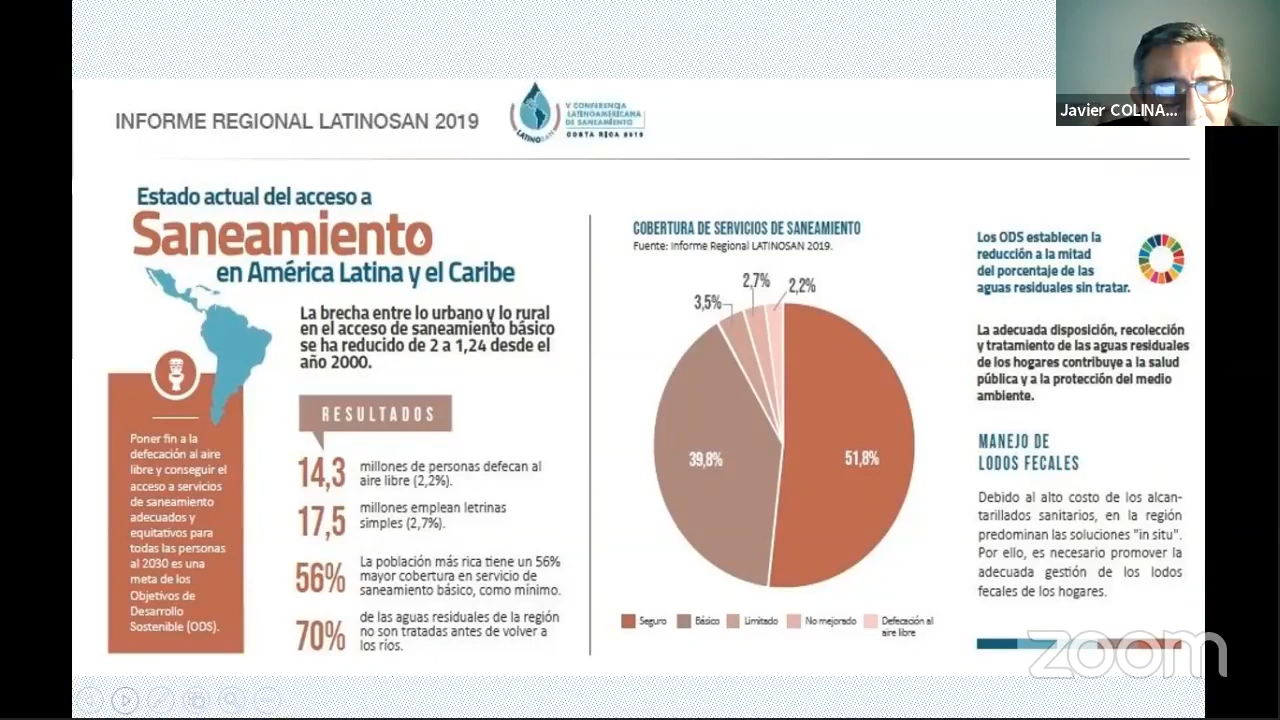 Javier COLINA...
INFORME REGIONAL LATINOSAN 2019
V CONFERENCIA
LATINOAMERICANA
DE SANEAMIENTO
COSTA RICA 2019
LATINOSAN
Estado actual del acceso a
Saneamiento
en América Latina y el Caribe
La brecha entre lo urbano y lo rural
en el acceso de saneamiento básico
se ha reducido de 2 a 1,24 desde el
año 2000.
Poner fin a la
defecación al aire
libre y conseguir el
acceso a servicios
de saneamiento
adecuados y
equitativos para
todas las personas
al 2030 es una
meta de los
Objetivos de
Desarrollo
Sostenible (ODS).
RESULTADOS
14,3
millones de personas defecan al
aire libre (2,2%).
17,5
millones emplean letrinas
simples (2,7%).
56%
La población más rica tiene un 56%
mayor cobertura en servicio de
saneamiento básico, como mínimo.
70%
de las aguas residuales de la región
no son tratadas antes de volver a
los ríos.
COBERTURA DE SERVICIOS DE SANEAMIENTO
Fuente: Informe Regional LATINOSAN 2019.
2,7%
2,2%
3,5%
39,8%
51,8%
Seguro
Básico
Limitado
No mejorado
Defecación al
aire libre
Los ODS establecen la
reducción a la mitad
del porcentaje de las
aguas residuales sin tratar.
La adecuada disposición, recolección
y tratamiento de las aguas residuales
de los hogares contribuye a la salud
pública y a la protección del medio
ambiente.
MANEJO DE
LODOS FECALES
Debido al alto costo de los alcan-
tarillados sanitarios, en la región
predominan las soluciones "in situ".
Por ello, es necesario promover la
adecuada gestión de los lodos
fecales de los hogares.
zoom